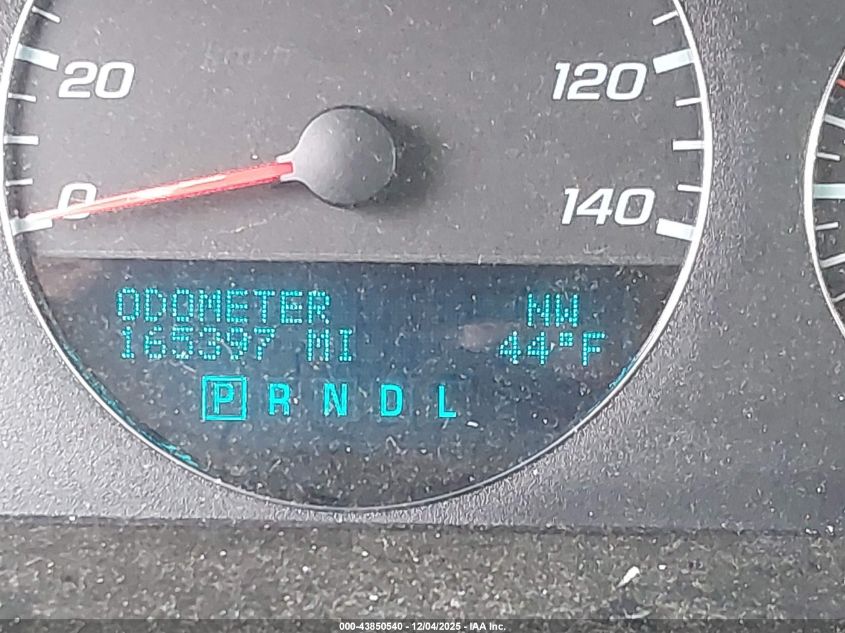 20
120
0
140
ODOMETER NW
165397 MI 44°F
P R N D L
000-43850540 - 12/04/2025 - IAA Inc.